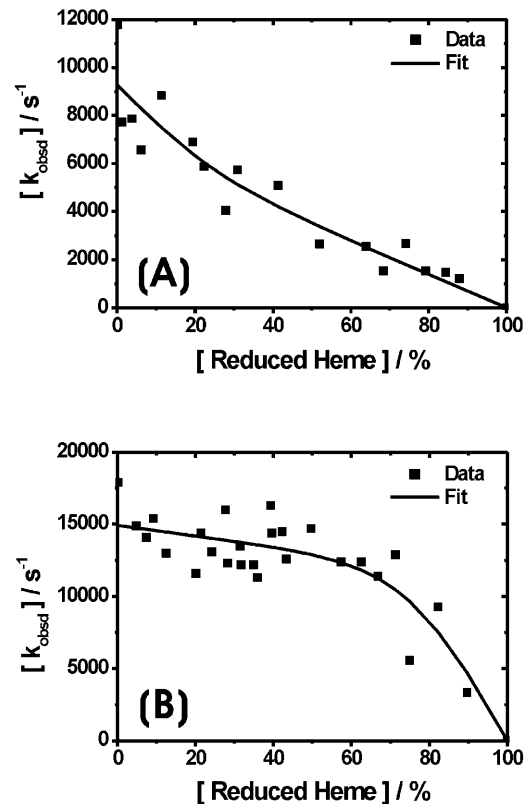 12000
10000
8000
6000
4000
2000
0
[ k_obsd ] / s⁻¹
Data
Fit
(A)
0 20 40 60 80 100
[ Reduced Heme ] / %
20000
15000
10000
5000
0
[ k_obsd ] / s⁻¹
Data
Fit
(B)
0 20 40 60 80 100
[ Reduced Heme ] / %